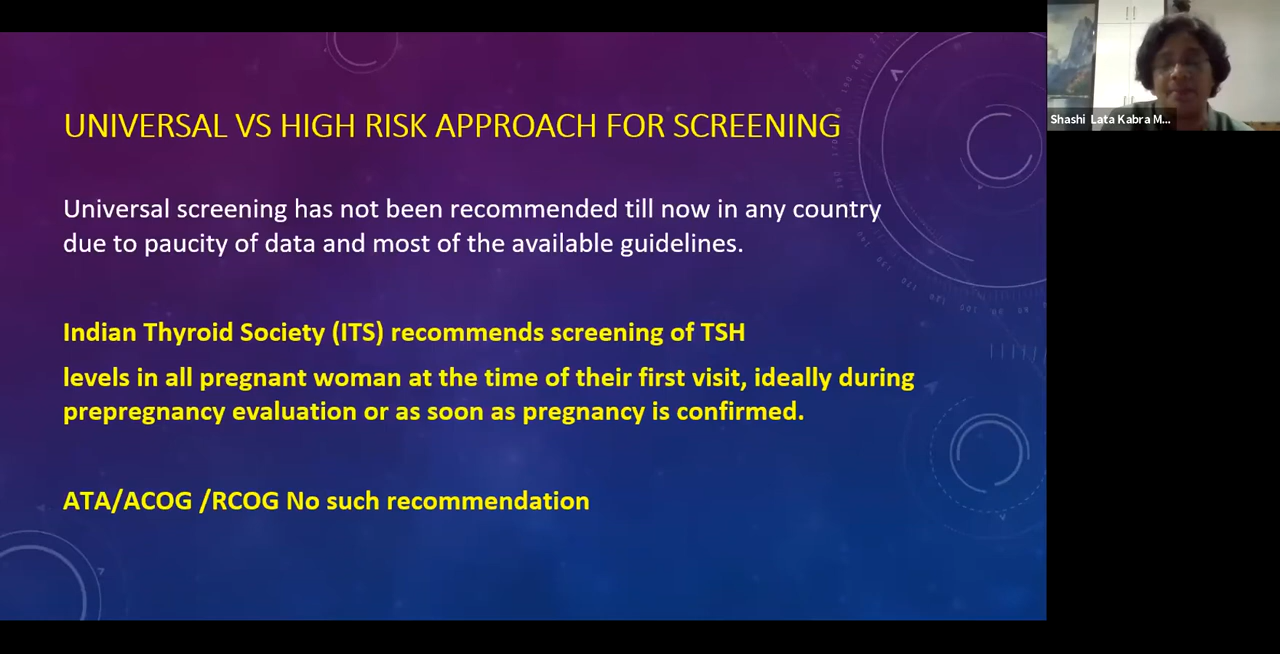 UNIVERSAL VS HIGH RISK APPROACH FOR SCREENING
Universal screening has not been recommended till now in any country
due to paucity of data and most of the available guidelines.
Indian Thyroid Society (ITS) recommends screening of TSH
levels in all pregnant woman at the time of their first visit, ideally during
prepregnancy evaluation or as soon as pregnancy is confirmed.
ATA/ACOG /RCOG No such recommendation
Shashi Lata Kabra M...